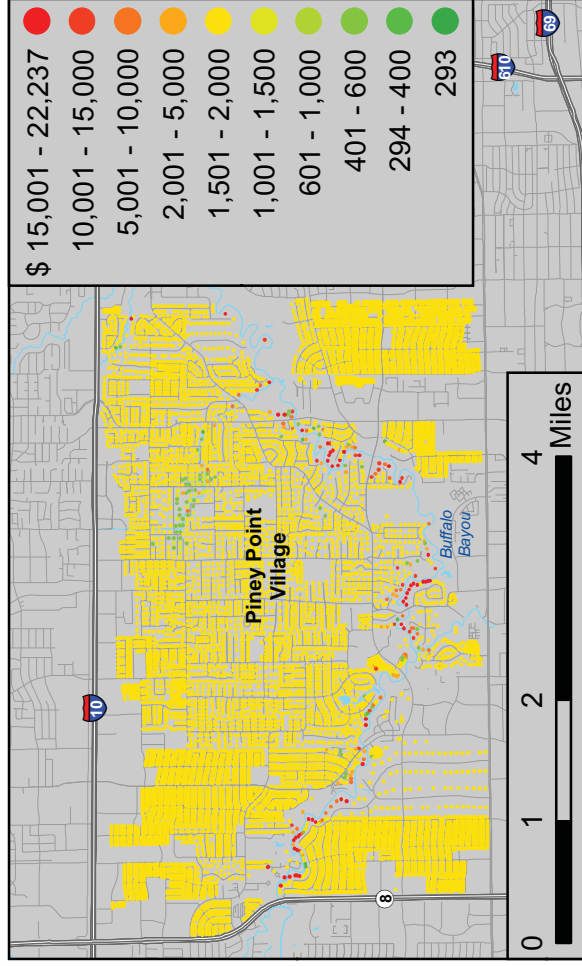 $ 15,001 - 22,237
10,001 - 15,000
5,001 - 10,000
2,001 - 5,000
1,501 - 2,000
1,001 - 1,500
601 - 1,000
401 - 600
294 - 400
293
69
610
10
8
Piney Point
Village
Buffalo
Bayou
0 1 2 4
Miles